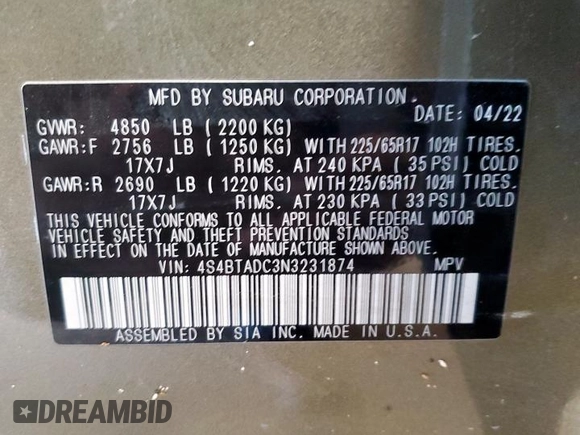 MFD BY SUBARU CORPORATION.
DATE: 04/22
GVWR: 4850 LB ( 2200 KG)
GAWR:F 2756 LB ( 1250 KG) WITH 225/65R17 102H TIRES.
17X7J RIMS. AT 240 KPA ( 35 PSI) COLD
GAWR:R 2690 LB ( 1220 KG) WITH 225/65R17 102H TIRES.
17X7J RIMS. AT 230 KPA ( 33 PSI) COLD
THIS VEHICLE CONFORMS TO ALL APPLICABLE FEDERAL MOTOR
VEHICLE SAFETY AND THEFT PREVENTION STANDARDS
IN EFFECT ON THE DATE OF MANUFACTURE SHOWN ABOVE.
VIN: 4S4BTADC3N3231874 MPV
ASSEMBLED BY SIA INC. MADE IN U.S.A.
DREAMBID